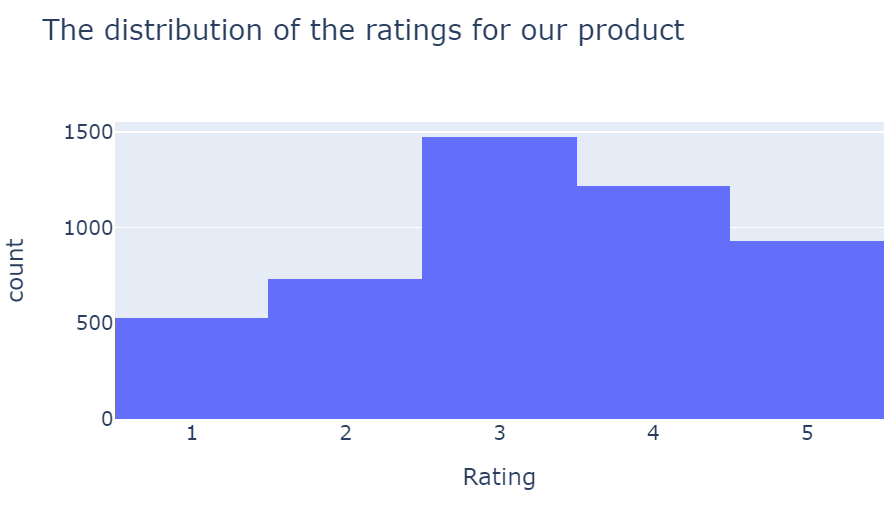 The distribution of the ratings for our product
1500
1000
500
0
count
1 2 3 4 5
Rating